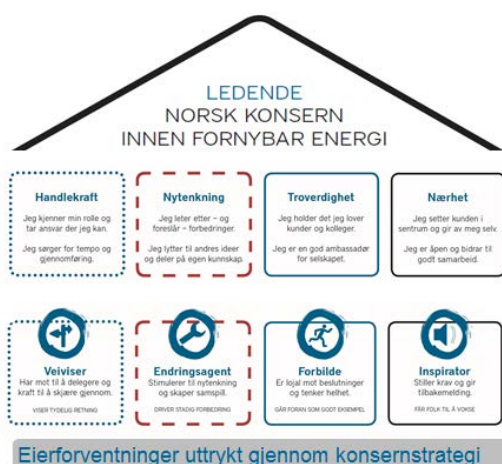 LEDENDE
NORSK KONSERN
INNEN FORNYBAR ENERGI
Handlekraft
Jeg kjenner min rolle og
tar ansvar der jeg kan.
Jeg sørger for tempo og
gjennomføring.
Nytenkning
Jeg leter etter – og
foreslår – forbedringer.
Jeg lytter til andres ideer
og deler på egen kunnskap.
Troverdighet
Jeg holder det jeg lover
kunder og kolleger.
Jeg er en god ambassadør
for selskapet.
Nærhet
Jeg setter kunden i
sentrum og gir av meg selv.
Jeg er åpen og bidrar til
godt samarbeid.
Veiviser
Har mot til å delegere og
kraft til å skjære gjennom.
VISER TYDELIG RETNING
Endringsagent
Stimulerer til nytenkning
og skaper samspill.
DRIVER STADIG FORBEDRING
Forbilde
Er lojal mot beslutninger
og tenker helhet.
GÅR FORAN SOM GODT EKSEMPEL
Inspirator
Stiller krav og gir
tilbakemelding.
FÅR FOLK TIL Å VOKSE
Eierforventninger uttrykt gjennom konsernstrategi